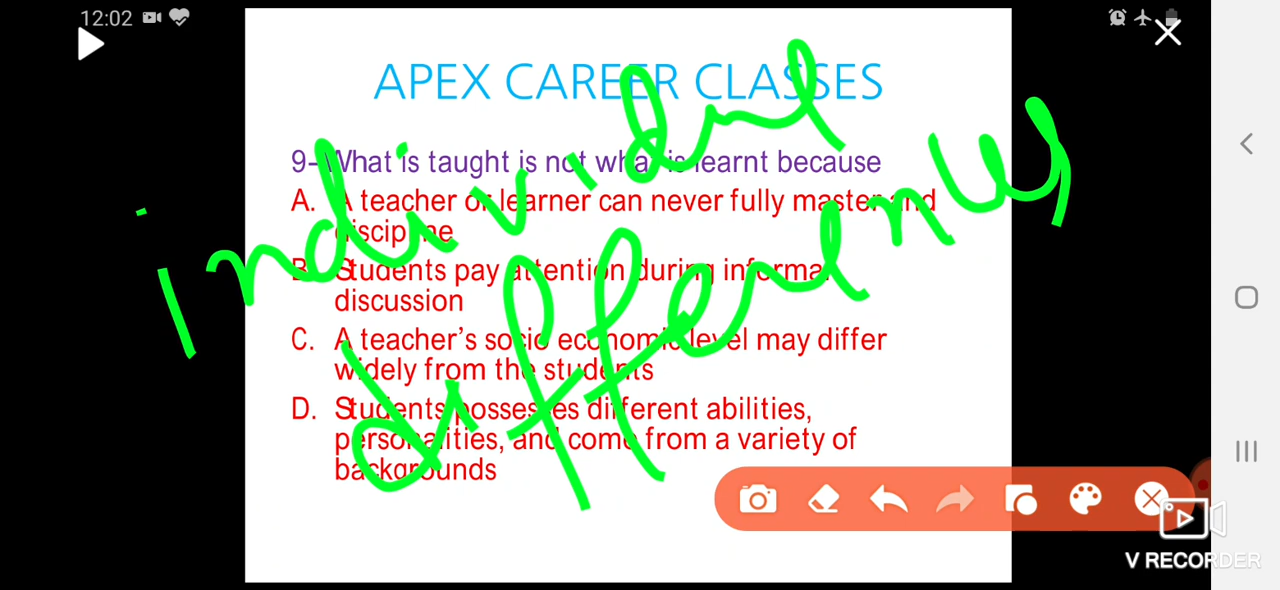 12:02
APEX CAREER CLASSES
9-What is taught is not what is learnt because
A. A teacher or learner can never fully master and
discipline
B. Students pay attention during informal
discussion
C. A teacher's socio economic level may differ
widely from the students
D. Students possesses different abilities,
personalities, and come from a variety of
backgrounds
individul
differences
V RECORDER